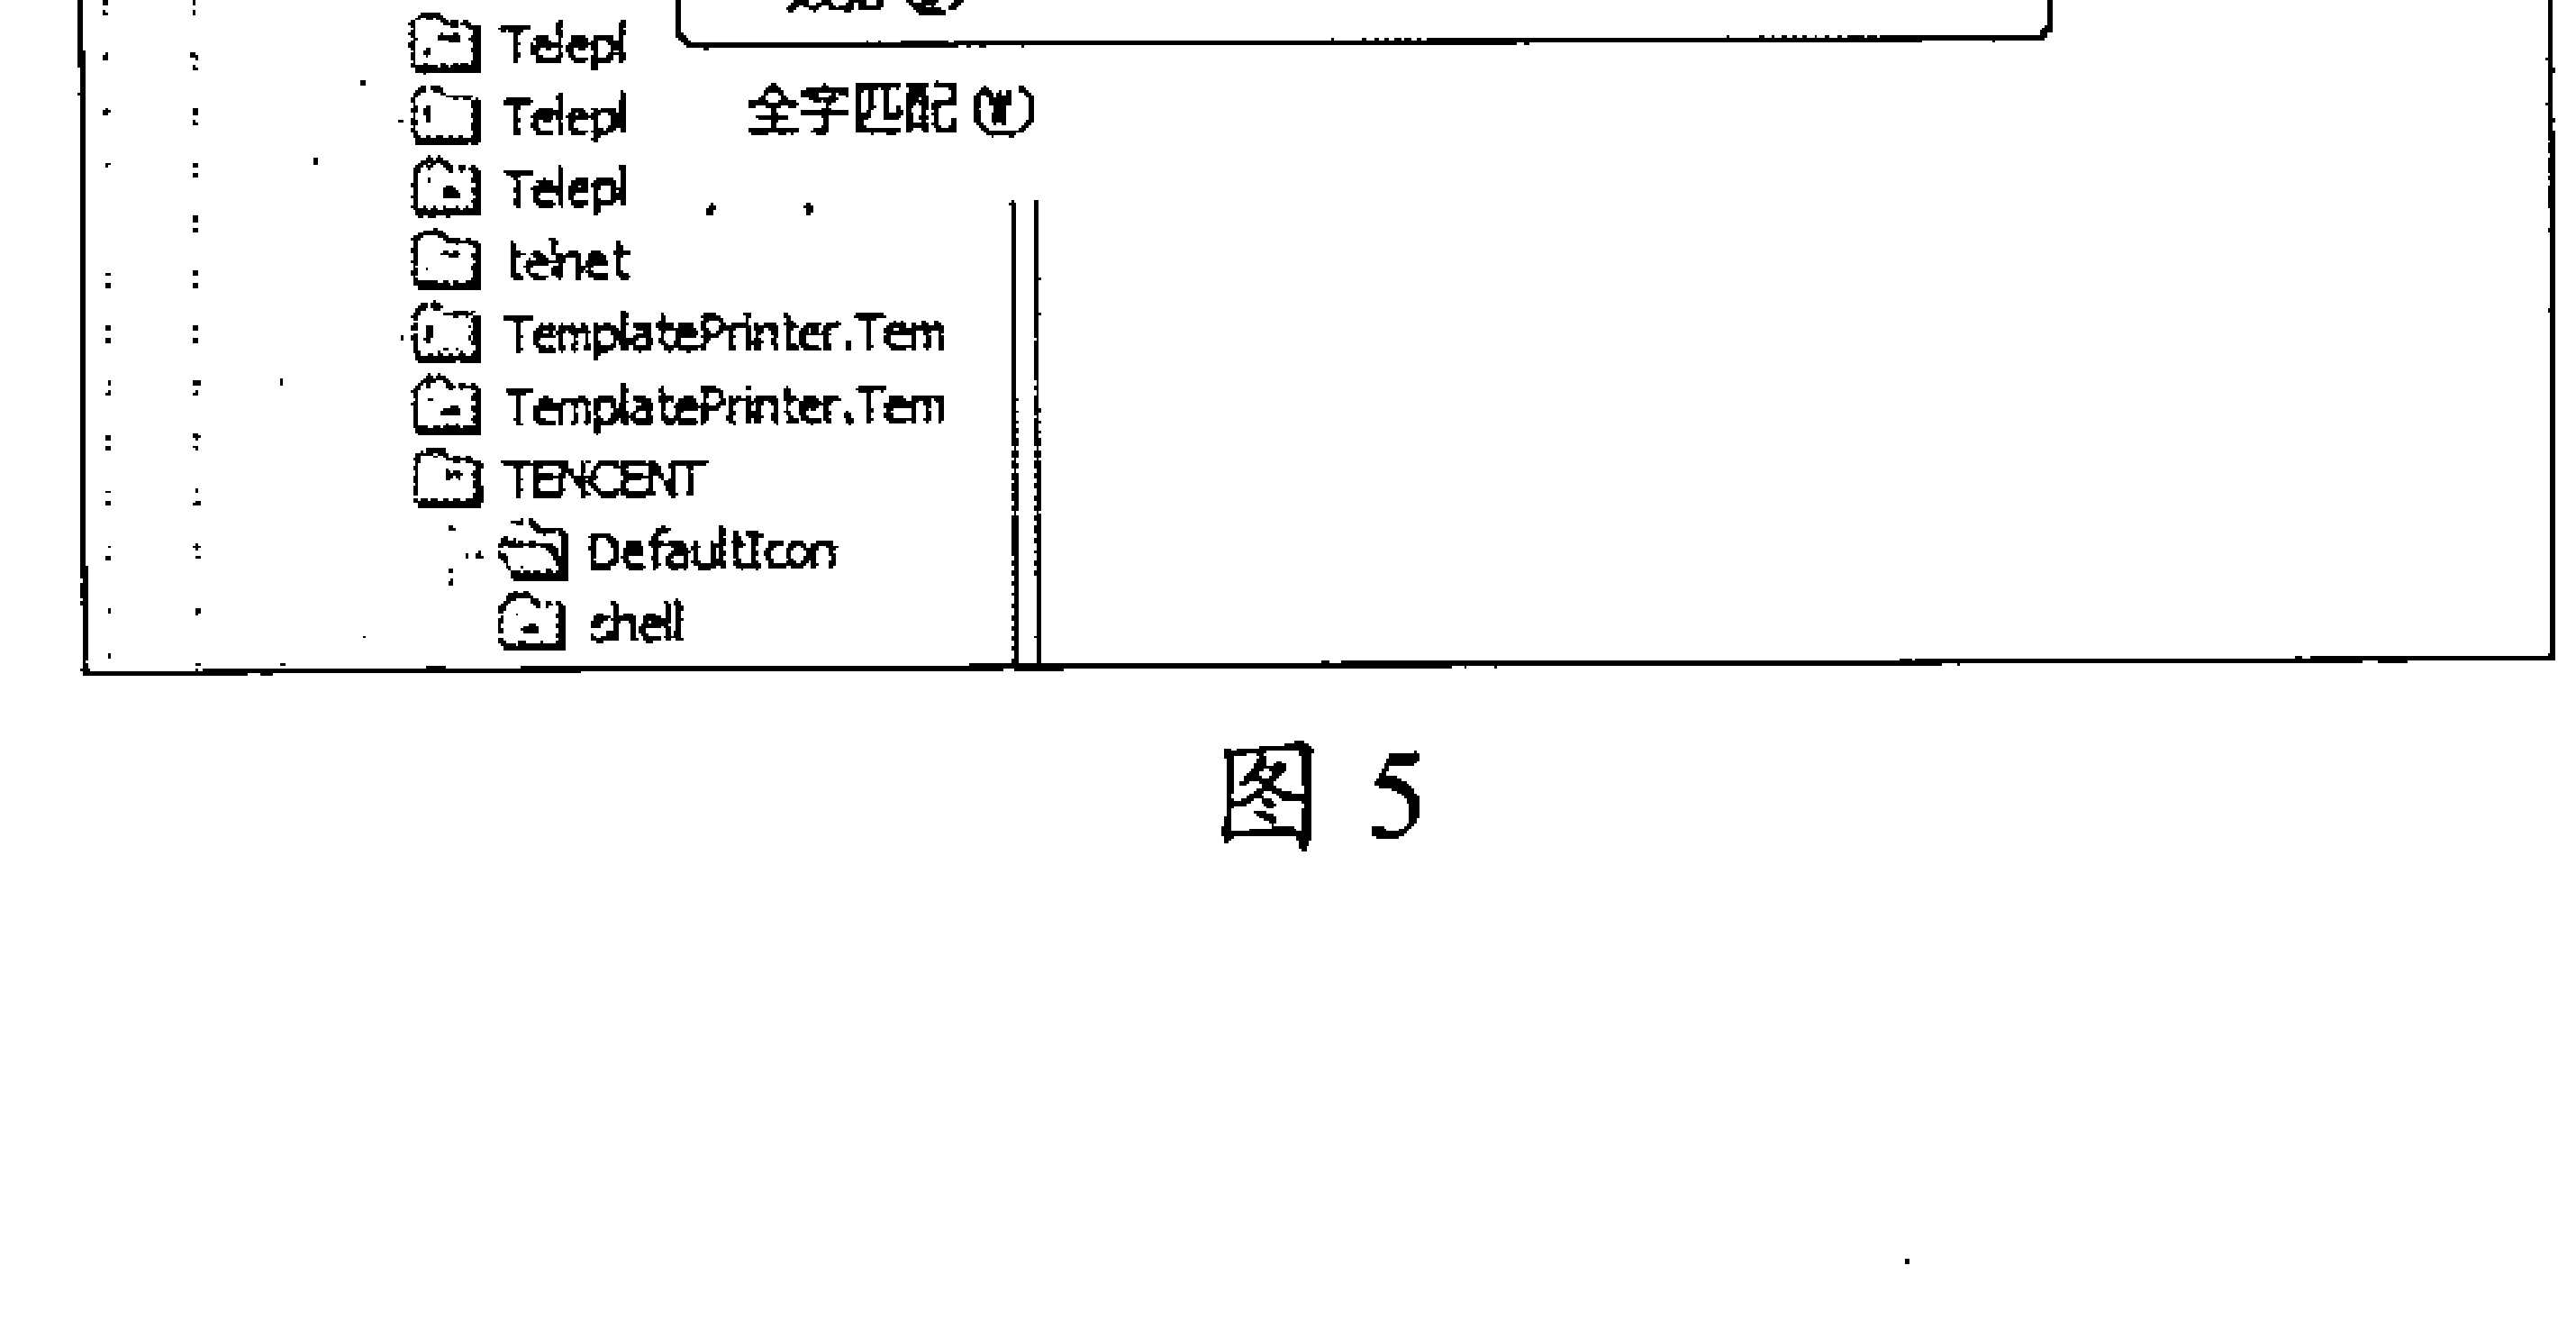 Telepl
Telepl
全字匹配(W)
Telepl
telnet
TemplatePrinter.Tem
TemplatePrinter.Tem
TENCENT
DefaultIcon
shell
图 5